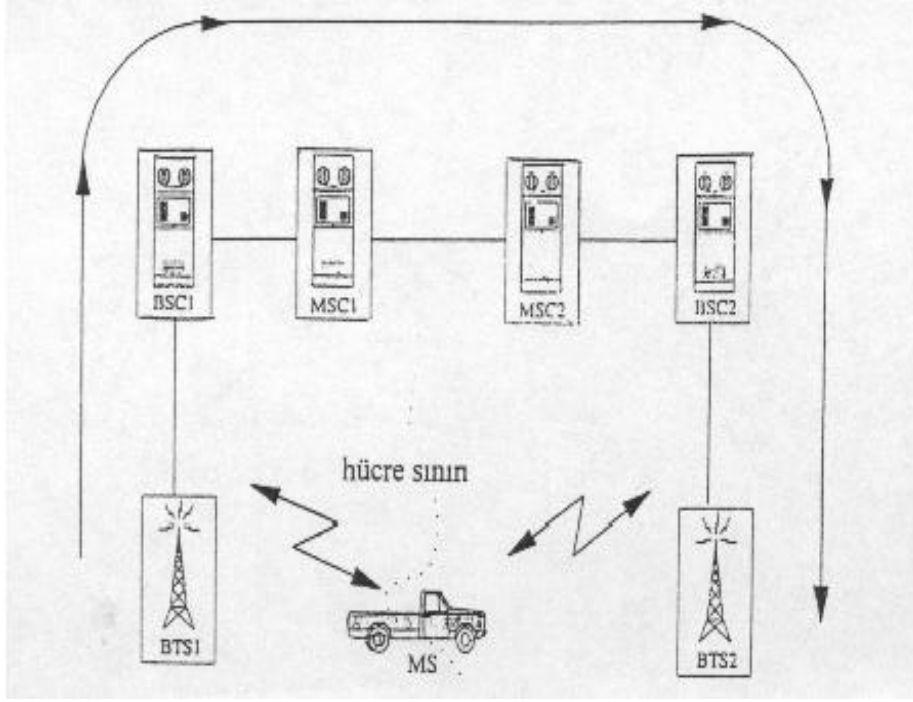 BSC1
MSC1
MSC2
BSC2
hücre sınırı
BTS1
MS
BTS2